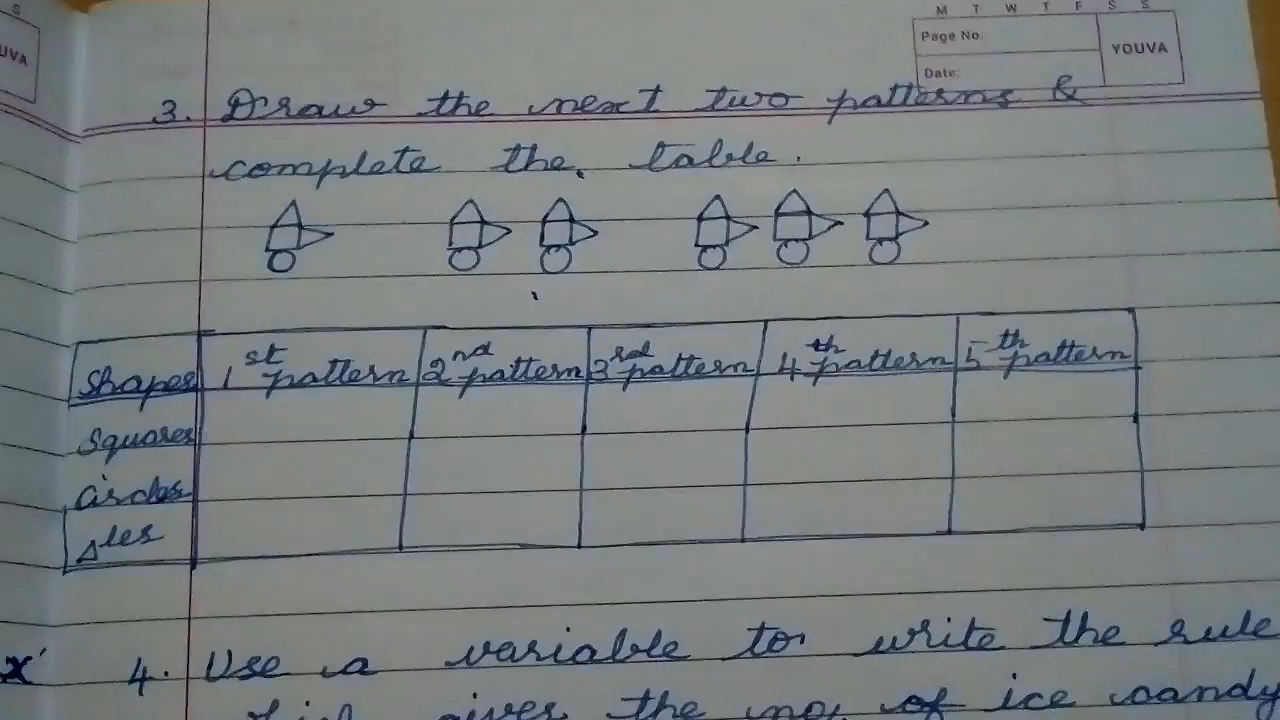 S
UVA
M T W T F S S
Page No.
Date:
YOUVA
3. Draw the next two patterns &
complete the table.
Shapes 1st pattern 2nd pattern 3rd pattern 4th pattern 5th pattern
Squares
Circles
Δles
x' 4. Use a variable to write the rule
gives the no. of ice candy